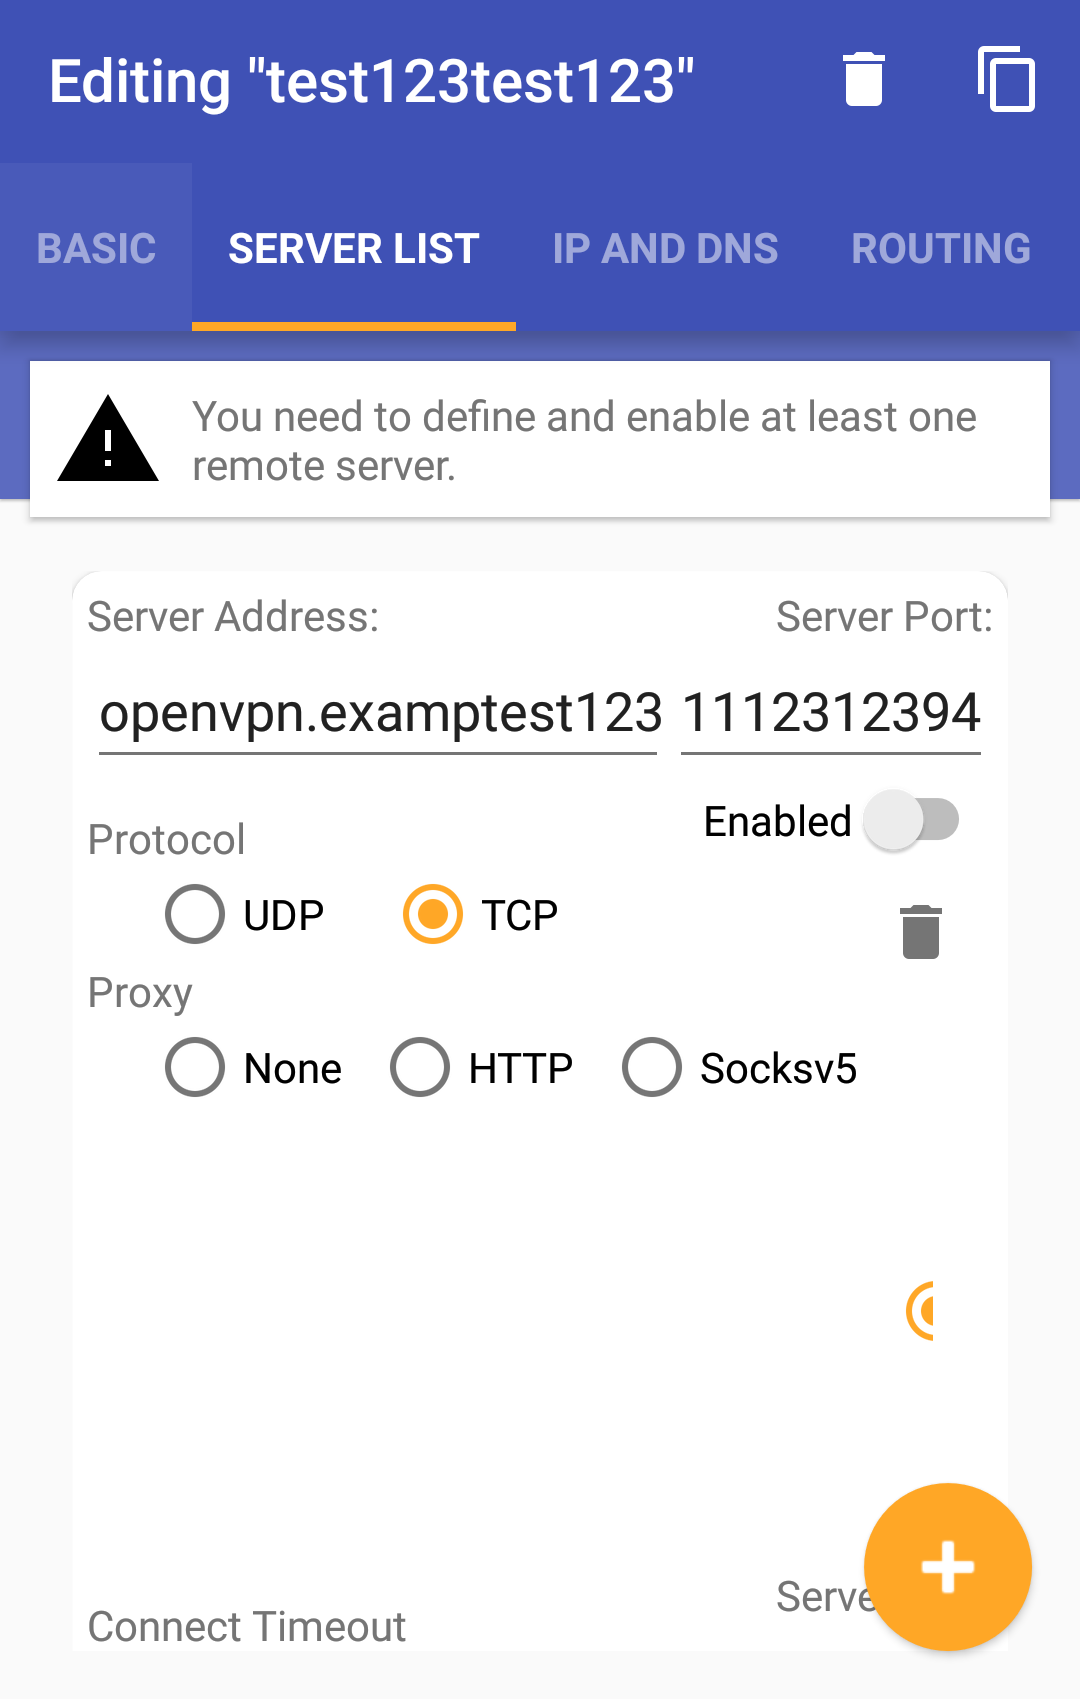 Editing "test123test123"
BASIC SERVER LIST IP AND DNS ROUTING
You need to define and enable at least one
remote server.
Server Address: Server Port:
openvpn.examptest123 1112312394
Enabled
Protocol
UDP TCP
Proxy
None HTTP Socksv5
Connect Timeout